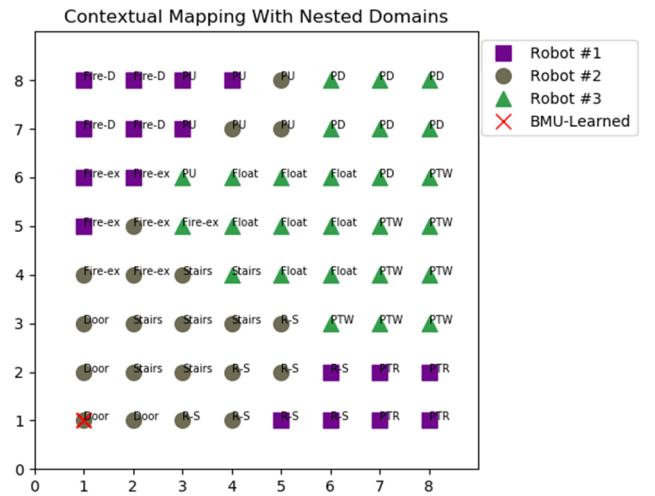 Contextual Mapping With Nested Domains
Robot #1
Robot #2
Robot #3
BMU-Learned
8 Fire-D Fire-D PU PU PU PD PD PD
7 Fire-D Fire-D PU PU PU PD PD PD
6 Fire-ex Fire-ex PU Float Float Float PD PTW
5 Fire-ex Fire-ex Fire-ex Float Float Float PTW PTW
4 Fire-ex Fire-ex Stairs Stairs Float Float PTW PTW
3 Door Stairs Stairs Stairs R-S PTW PTW PTW
2 Door Stairs Stairs R-S R-S R-S PTR PTR
1 Door Door R-S R-S R-S R-S PTR PTR
0
0 1 2 3 4 5 6 7 8